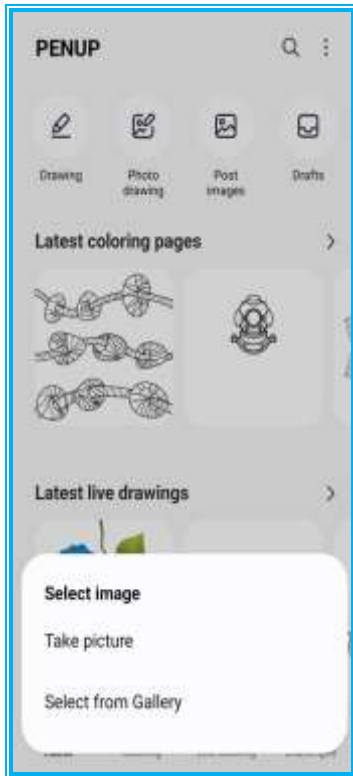 PENUP
Drawing
Photo
drawing
Post
images
Drafts
Latest coloring pages
Latest live drawings
Select image
Take picture
Select from Gallery